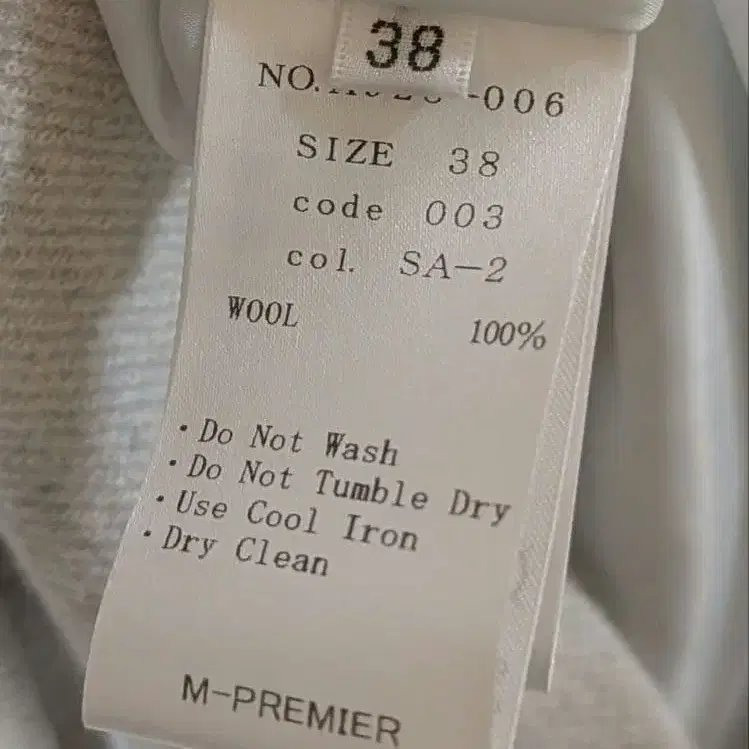 38
NO. -006
SIZE 38
code 003
col. SA-2
WOOL 100%
・Do Not Wash
・Do Not Tumble Dry
・Use Cool Iron
・Dry Clean
M-PREMIER